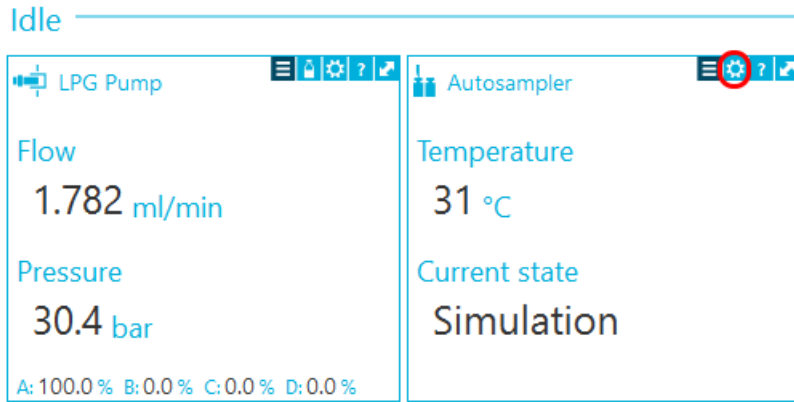 Idle
LPG Pump
?
Flow
1.782 ml/min
Pressure
30.4 bar
A: 100.0 % B: 0.0 % C: 0.0 % D: 0.0 %
Autosampler
?
Temperature
31 °C
Current state
Simulation